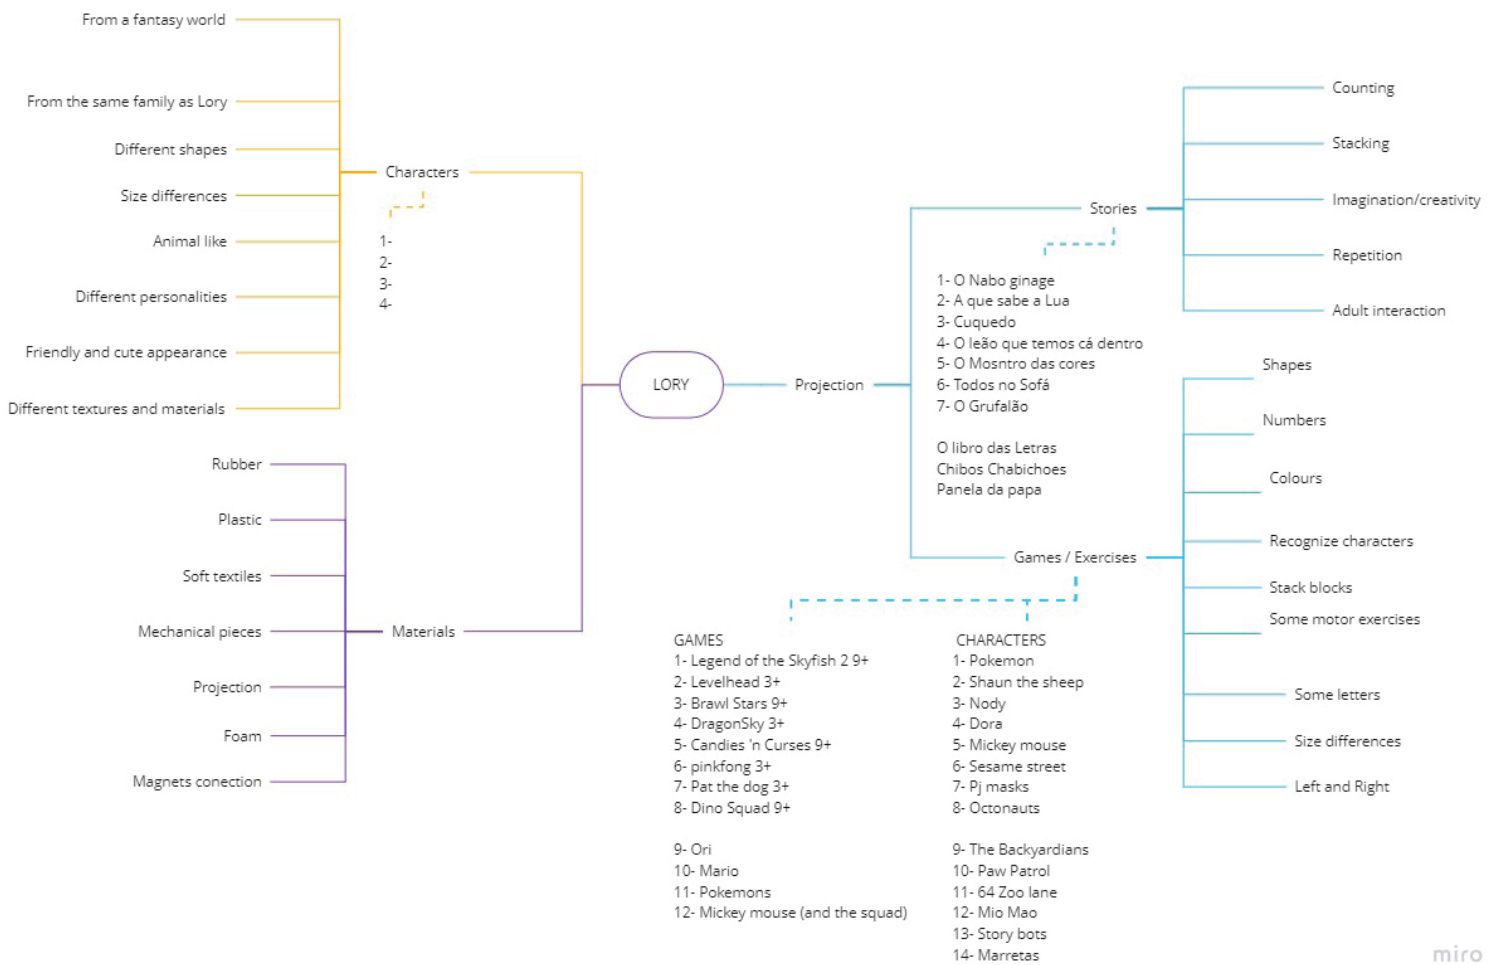 From a fantasy world
From the same family as Lory
Different shapes
Size differences
Animal like
Different personalities
Friendly and cute appearance
Different textures and materials
Characters
1-
2-
3-
4-
Rubber
Plastic
Soft textiles
Mechanical pieces
Projection
Foam
Magnets conection
Materials
LORY
Projection
Stories
1- O Nabo ginage
2- A que sabe a Lua
3- Cuquedo
4- O leão que temos cá dentro
5- O Mosntro das cores
6- Todos no Sofá
7- O Grufalão
O libro das Letras
Chibos Chabichoes
Panela da papa
Counting
Stacking
Imagination/creativity
Repetition
Adult interaction
Games / Exercises
Shapes
Numbers
Colours
Recognize characters
Stack blocks
Some motor exercises
Some letters
Size differences
Left and Right
GAMES
1- Legend of the Skyfish 2 9+
2- Levelhead 3+
3- Brawl Stars 9+
4- DragonSky 3+
5- Candies 'n Curses 9+
6- pinkfong 3+
7- Pat the dog 3+
8- Dino Squad 9+
9- Ori
10- Mario
11- Pokemons
12- Mickey mouse (and the squad)
CHARACTERS
1- Pokemon
2- Shaun the sheep
3- Nody
4- Dora
5- Mickey mouse
6- Sesame street
7- Pj masks
8- Octonauts
9- The Backyardians
10- Paw Patrol
11- 64 Zoo lane
12- Mio Mao
13- Story bots
14- Marretas
miro